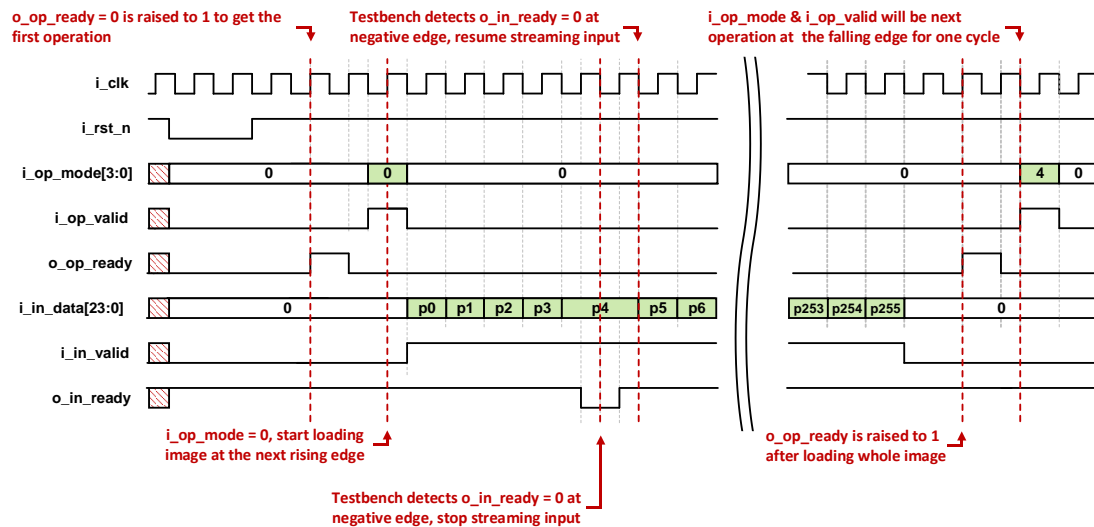 o_op_ready = 0 is raised to 1 to get the
first operation
Testbench detects o_in_ready = 0 at
negative edge, resume streaming input
i_op_mode & i_op_valid will be next
operation at the falling edge for one cycle
i_clk
i_rst_n
i_op_mode[3:0]
0
0
0
0
4
0
i_op_valid
o_op_ready
i_in_data[23:0]
0
p0
p1
p2
p3
p4
p5
p6
p253
p254
p255
0
i_in_valid
o_in_ready
i_op_mode = 0, start loading
image at the next rising edge
o_op_ready is raised to 1
after loading whole image
Testbench detects o_in_ready = 0 at
negative edge, stop streaming input